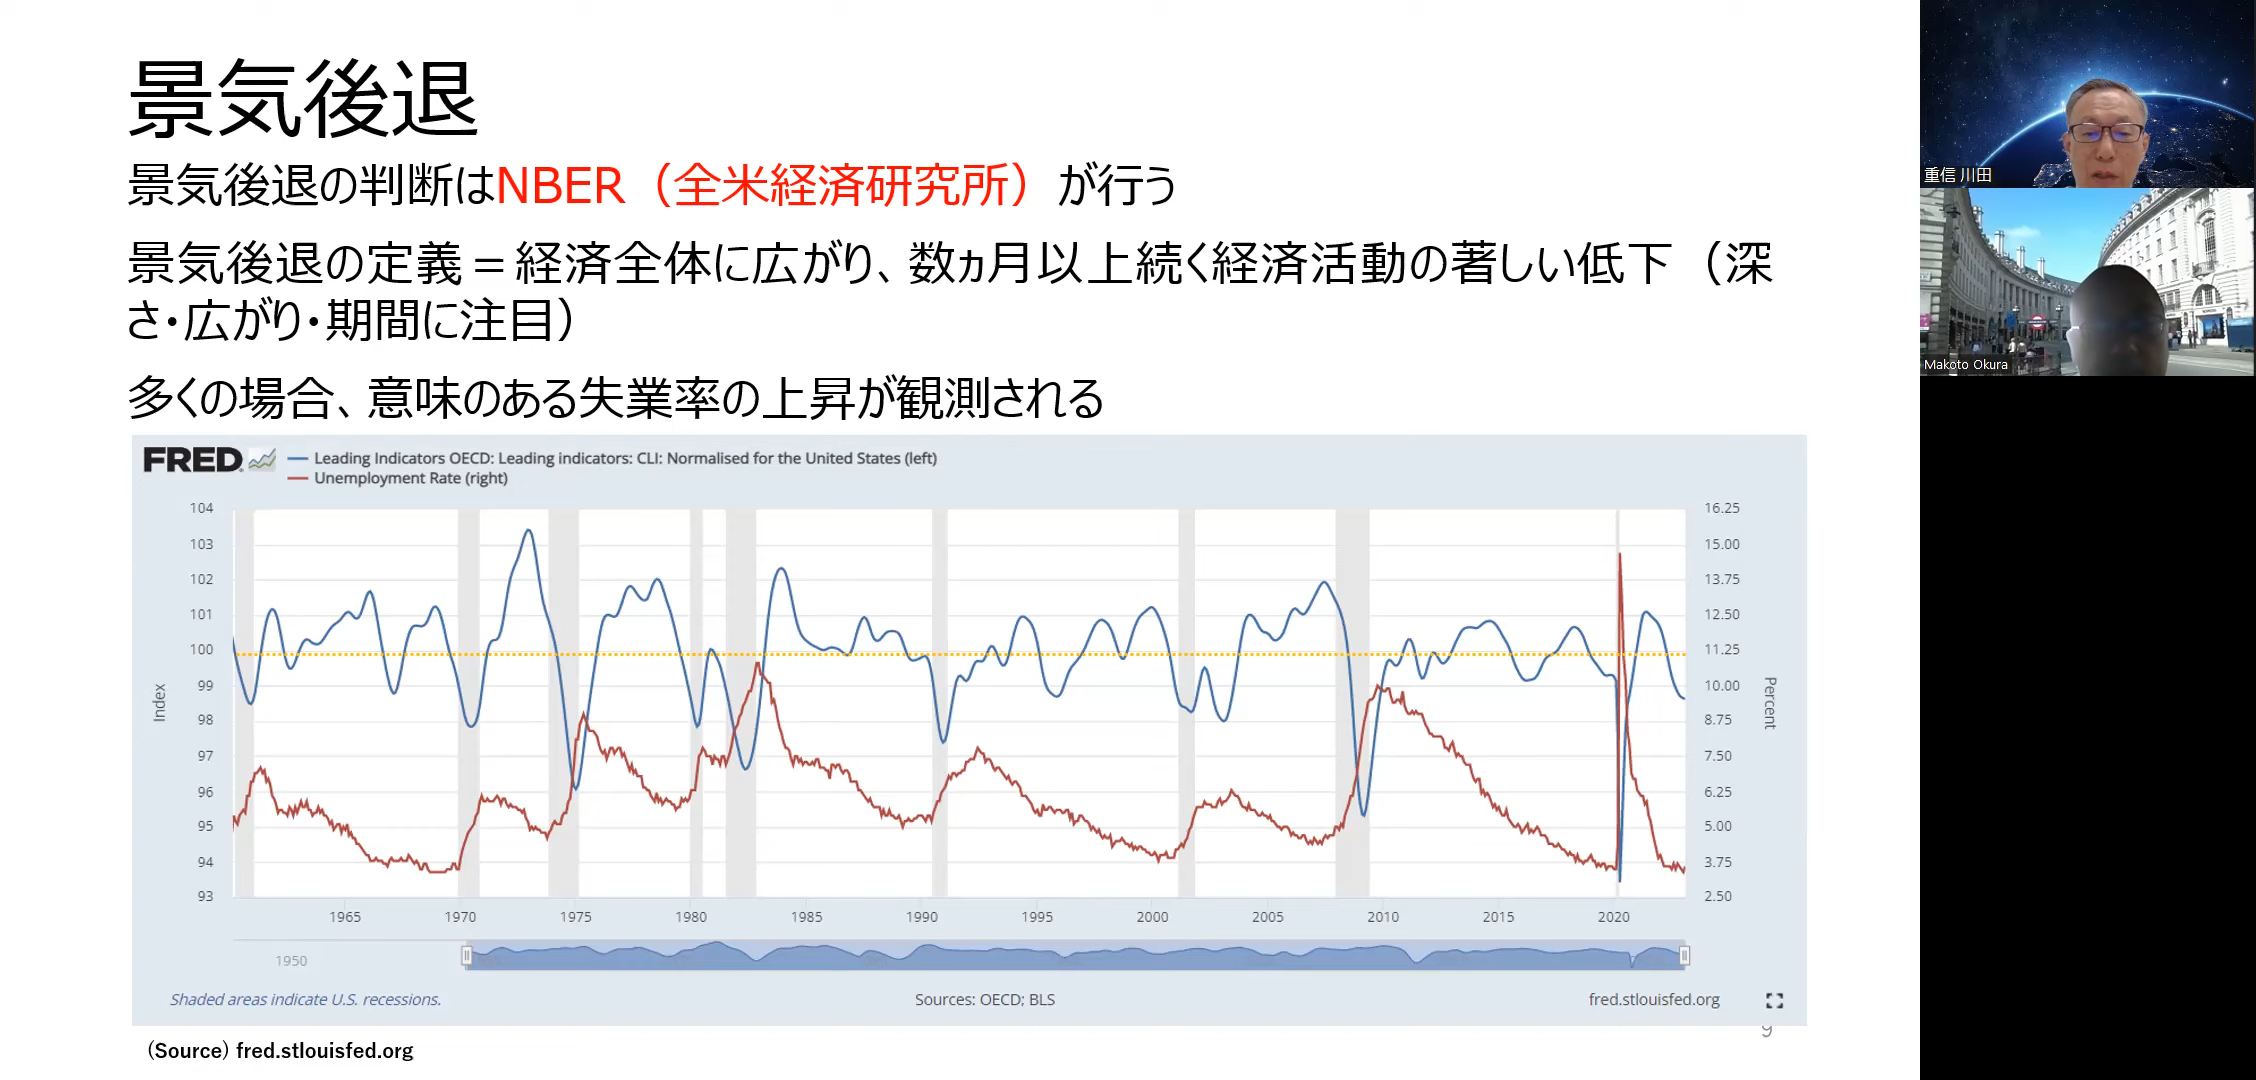 景気後退
景気後退の判断はNBER（全米経済研究所）が行う
景気後退の定義＝経済全体に広がり、数ヵ月以上続く経済活動の著しい低下（深
さ・広がり・期間に注目）
多くの場合、意味のある失業率の上昇が観測される
FRED
Leading Indicators OECD: Leading indicators: CLI: Normalised for the United States (left)
Unemployment Rate (right)
104 16.25
103 15.00
102 13.75
101 12.50
100 11.25
99 10.00
98 8.75
97 7.50
96 6.25
95 5.00
94 3.75
93 2.50
Index
Percent
1965 1970 1975 1980 1985 1990 1995 2000 2005 2010 2015 2020
1950
Shaded areas indicate U.S. recessions. Sources: OECD; BLS fred.stlouisfed.org
9
(Source) fred.stlouisfed.org
重信 川田
Makoto Okura